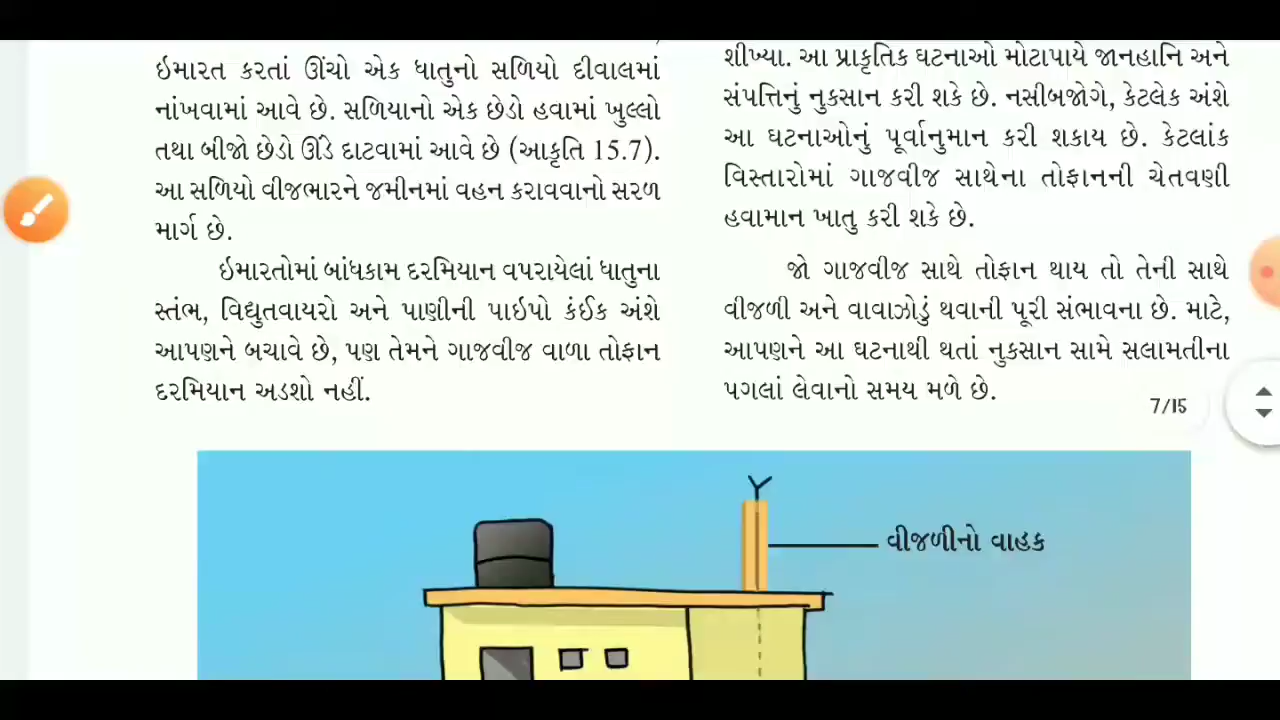 ઇમારત કરતાં ઊંચો એક ધાતુનો સળિયો દીવાલમાં
નાંખવામાં આવે છે. સળિયાનો એક છેડો હવામાં ખુલ્લો
તથા બીજો છેડો ઊંડે દાટવામાં આવે છે (આકૃતિ 15.7).
આ સળિયો વીજભારને જમીનમાં વહન કરાવવાનો સરળ
માર્ગ છે.
ઇમારતોમાં બાંધકામ દરમિયાન વપરાયેલાં ધાતુના
સ્તંભ, વિદ્યુતવાયરો અને પાણીની પાઇપો કંઈક અંશે
આપણને બચાવે છે, પણ તેમને ગાજવીજ વાળા તોફાન
દરમિયાન અડશો નહીં.
શીખ્યા. આ પ્રાકૃતિક ઘટનાઓ મોટાપાયે જાનહાનિ અને
સંપત્તિનું નુકસાન કરી શકે છે. નસીબજોગે, કેટલેક અંશે
આ ઘટનાઓનું પૂર્વાનુમાન કરી શકાય છે. કેટલાંક
વિસ્તારોમાં ગાજવીજ સાથેના તોફાનની ચેતવણી
હવામાન ખાતુ કરી શકે છે.
જો ગાજવીજ સાથે તોફાન થાય તો તેની સાથે
વીજળી અને વાવાઝોડું થવાની પૂરી સંભાવના છે. માટે,
આપણને આ ઘટનાથી થતાં નુકસાન સામે સલામતીના
પગલાં લેવાનો સમય મળે છે.
7/15
વીજળીનો વાહક